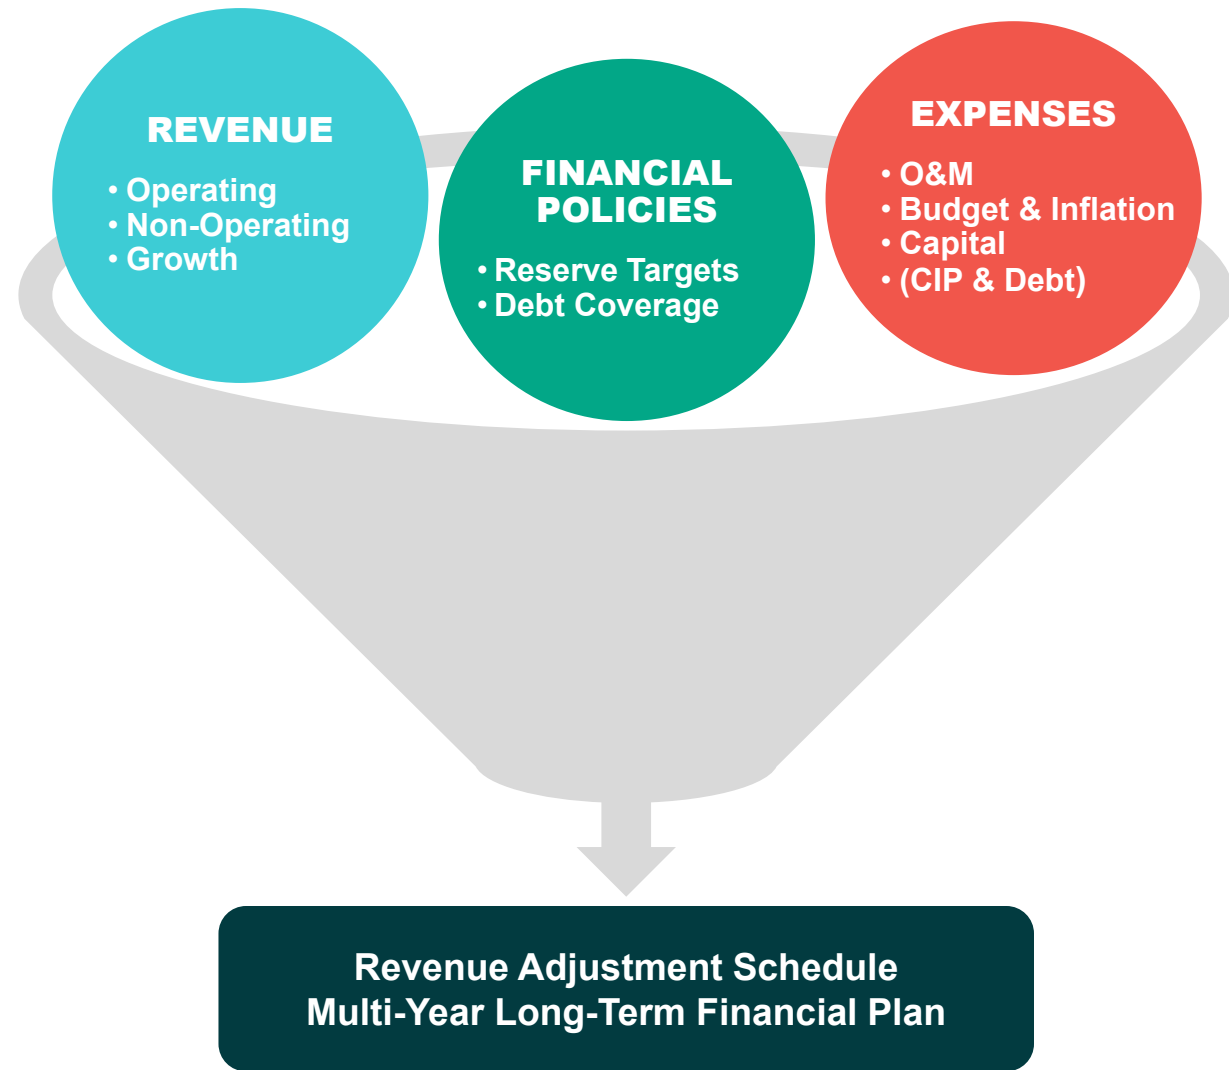 REVENUE
• Operating
• Non-Operating
• Growth
FINANCIAL
POLICIES
• Reserve Targets
• Debt Coverage
EXPENSES
• O&M
• Budget & Inflation
• Capital
• (CIP & Debt)
Revenue Adjustment Schedule
Multi-Year Long-Term Financial Plan